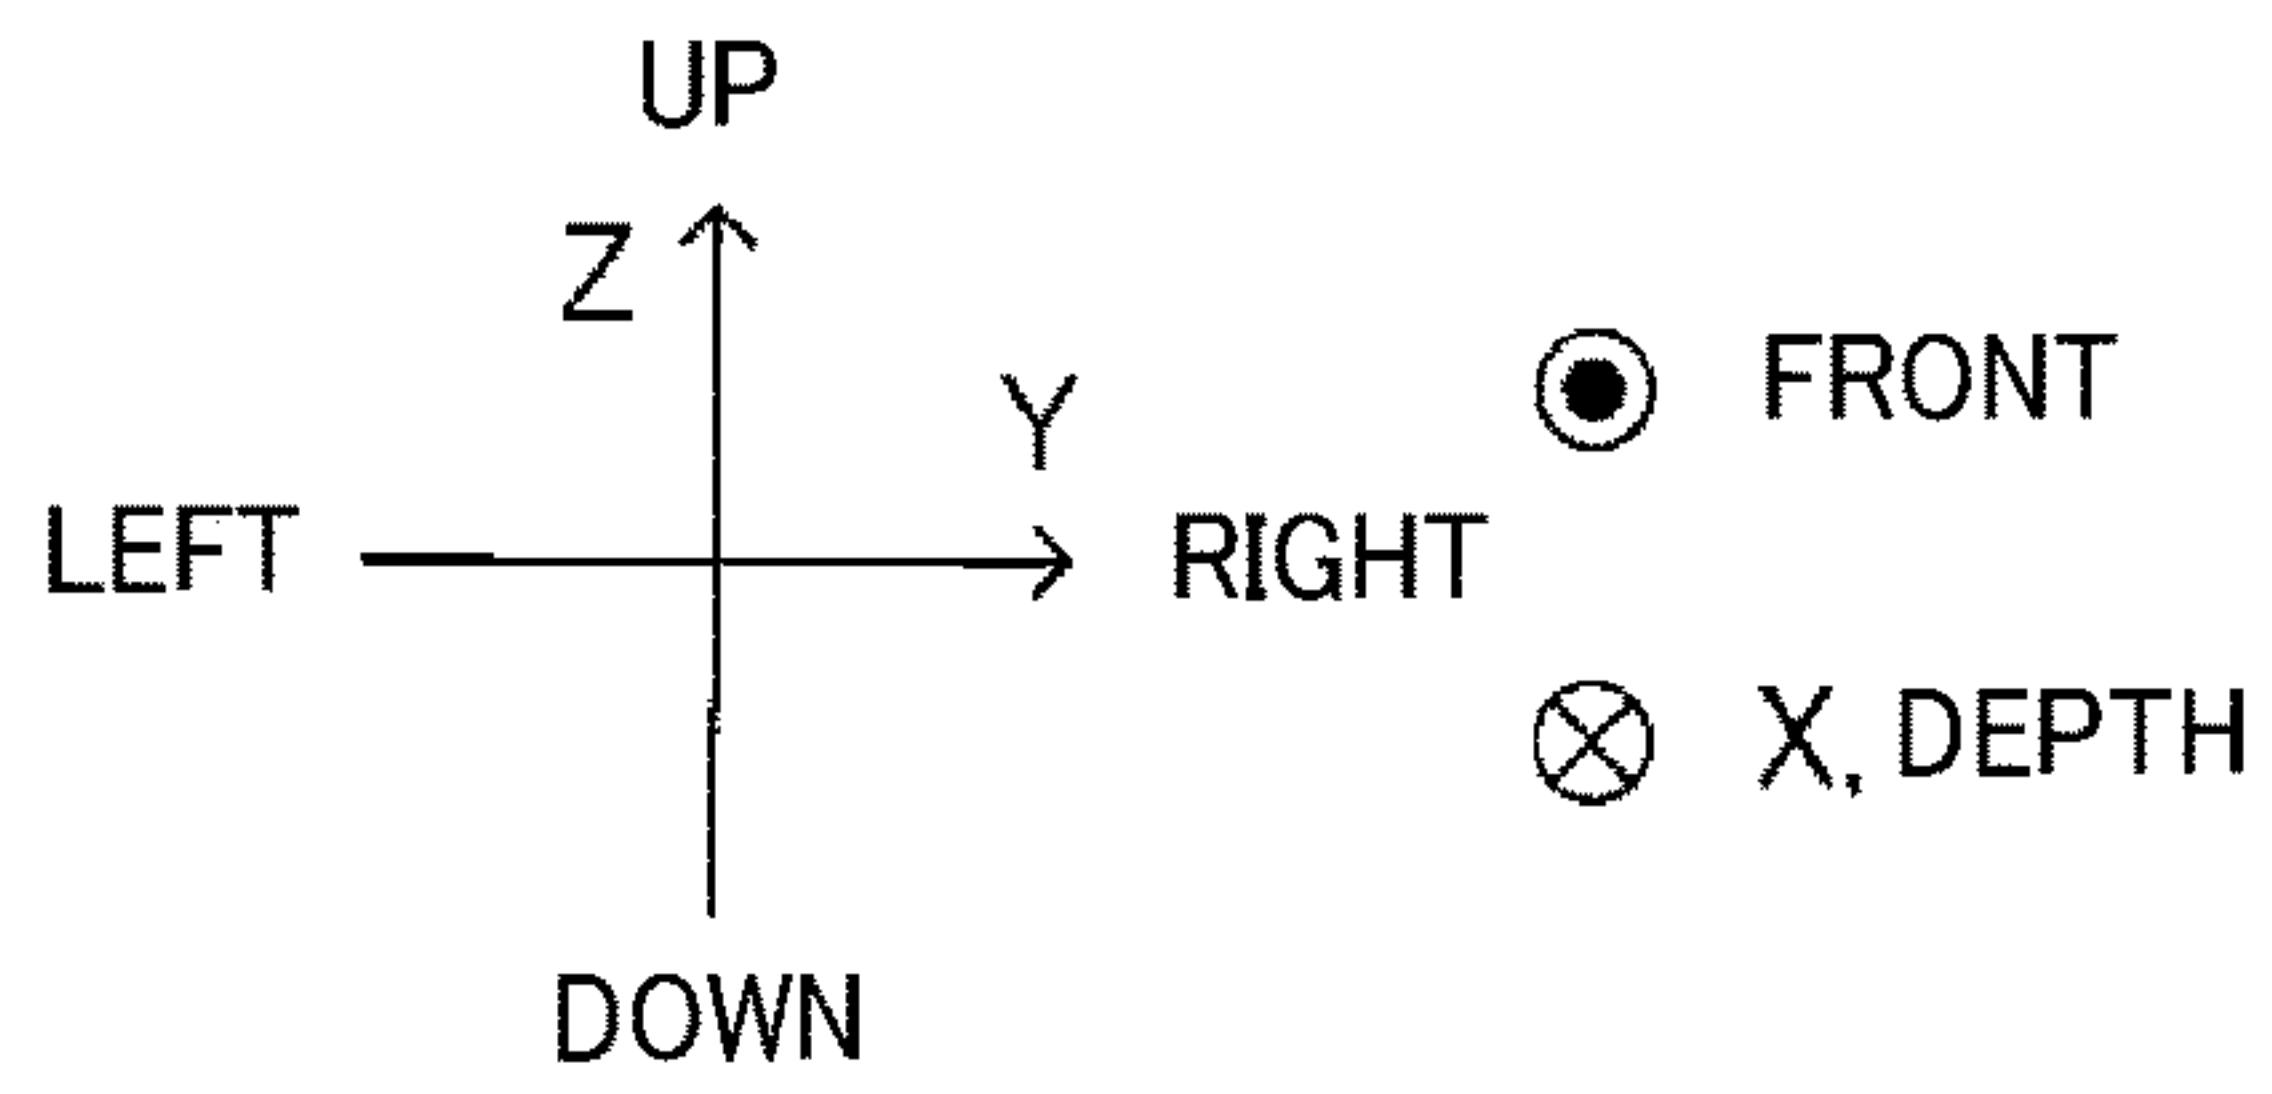 UP
Z
Y
FRONT
LEFT
RIGHT
X, DEPTH
DOWN